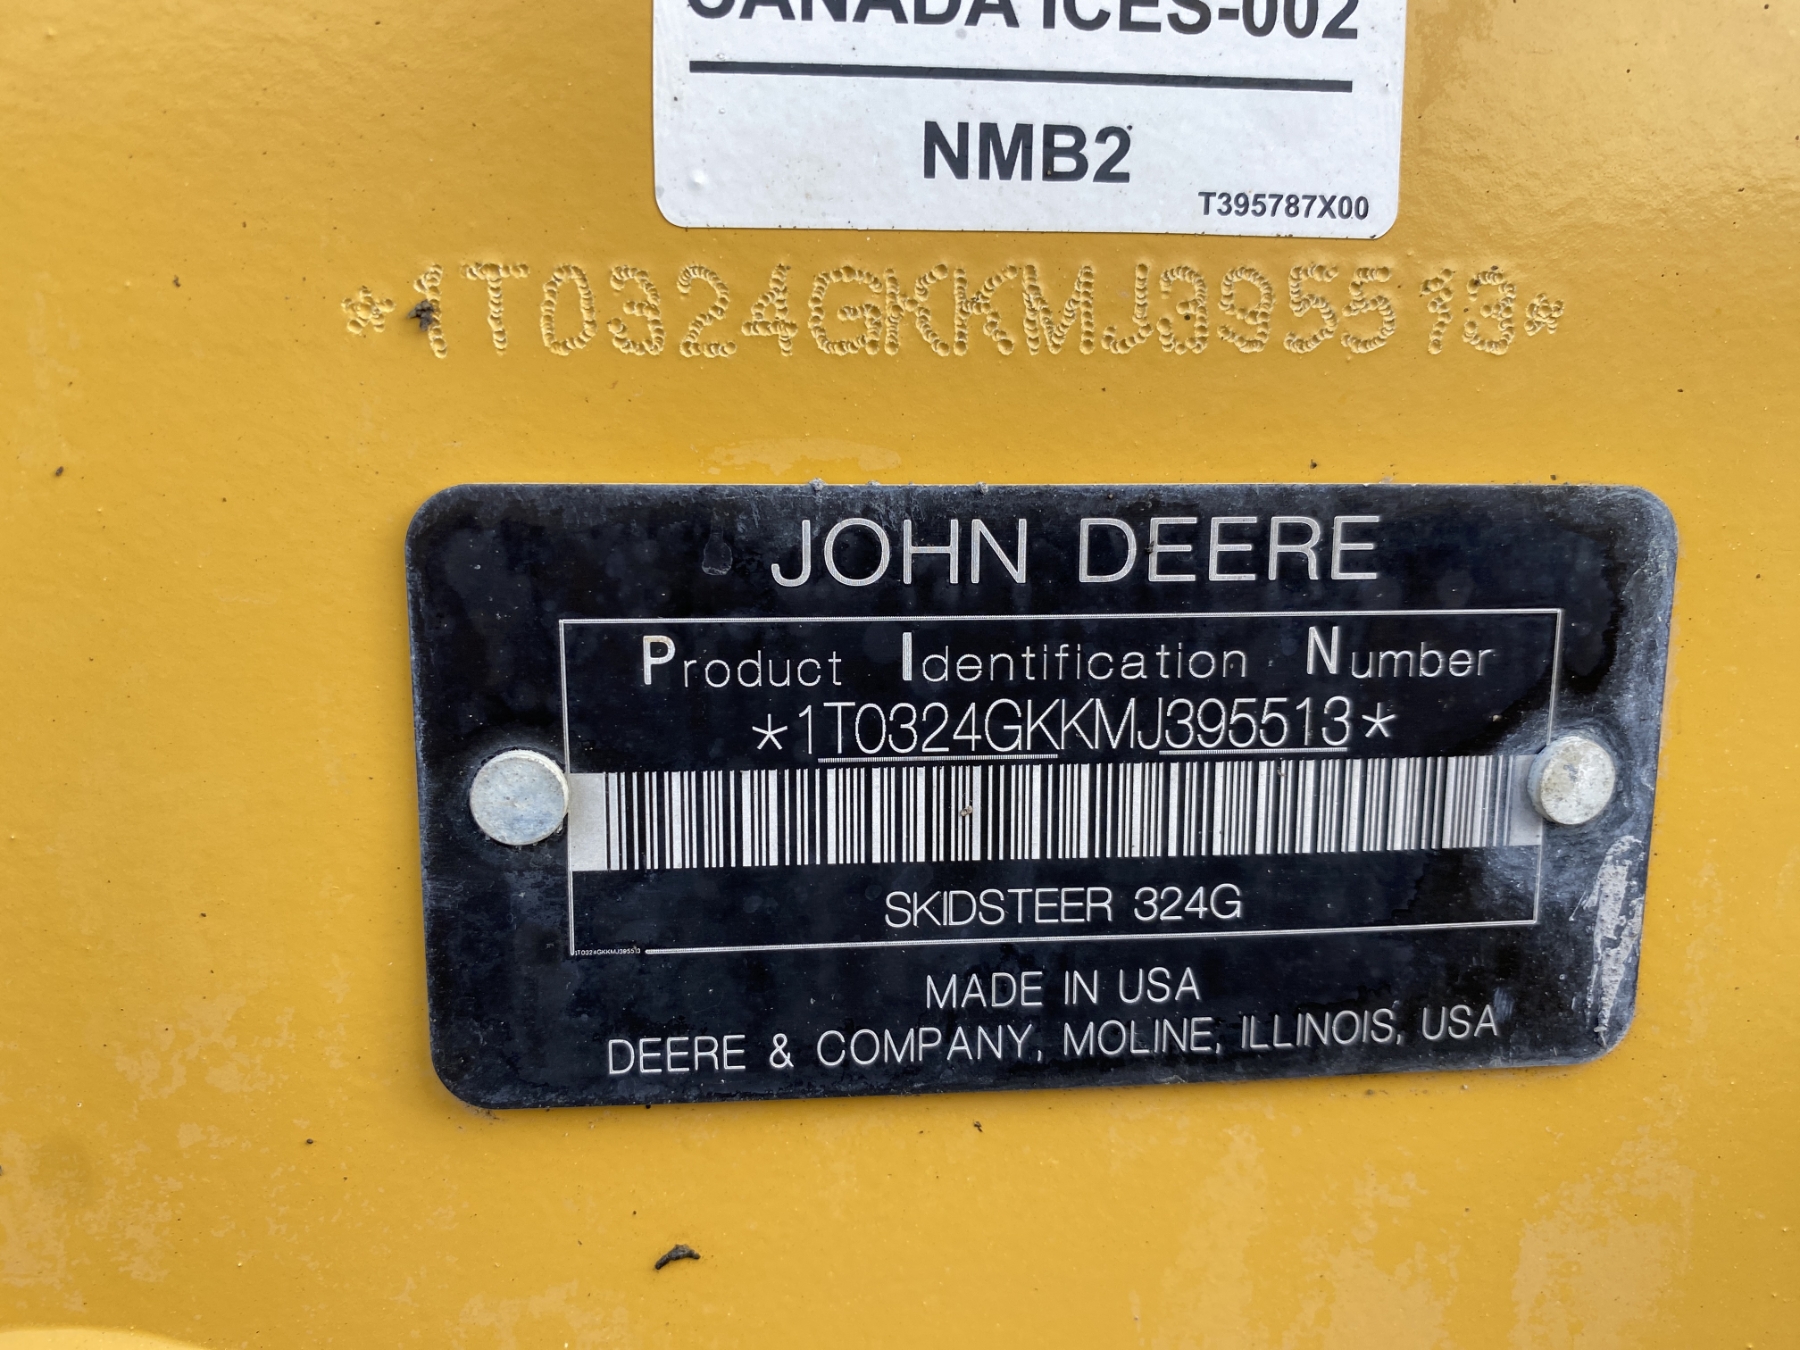 CANADA ICES-002
NMB2
T395787X00
*1T0324GKKMJ395513*
JOHN DEERE
Product Identification Number
*1T0324GKKMJ395513*
SKIDSTEER 324G
1T0324GKKMJ395513
MADE IN USA
DEERE & COMPANY, MOLINE, ILLINOIS, USA